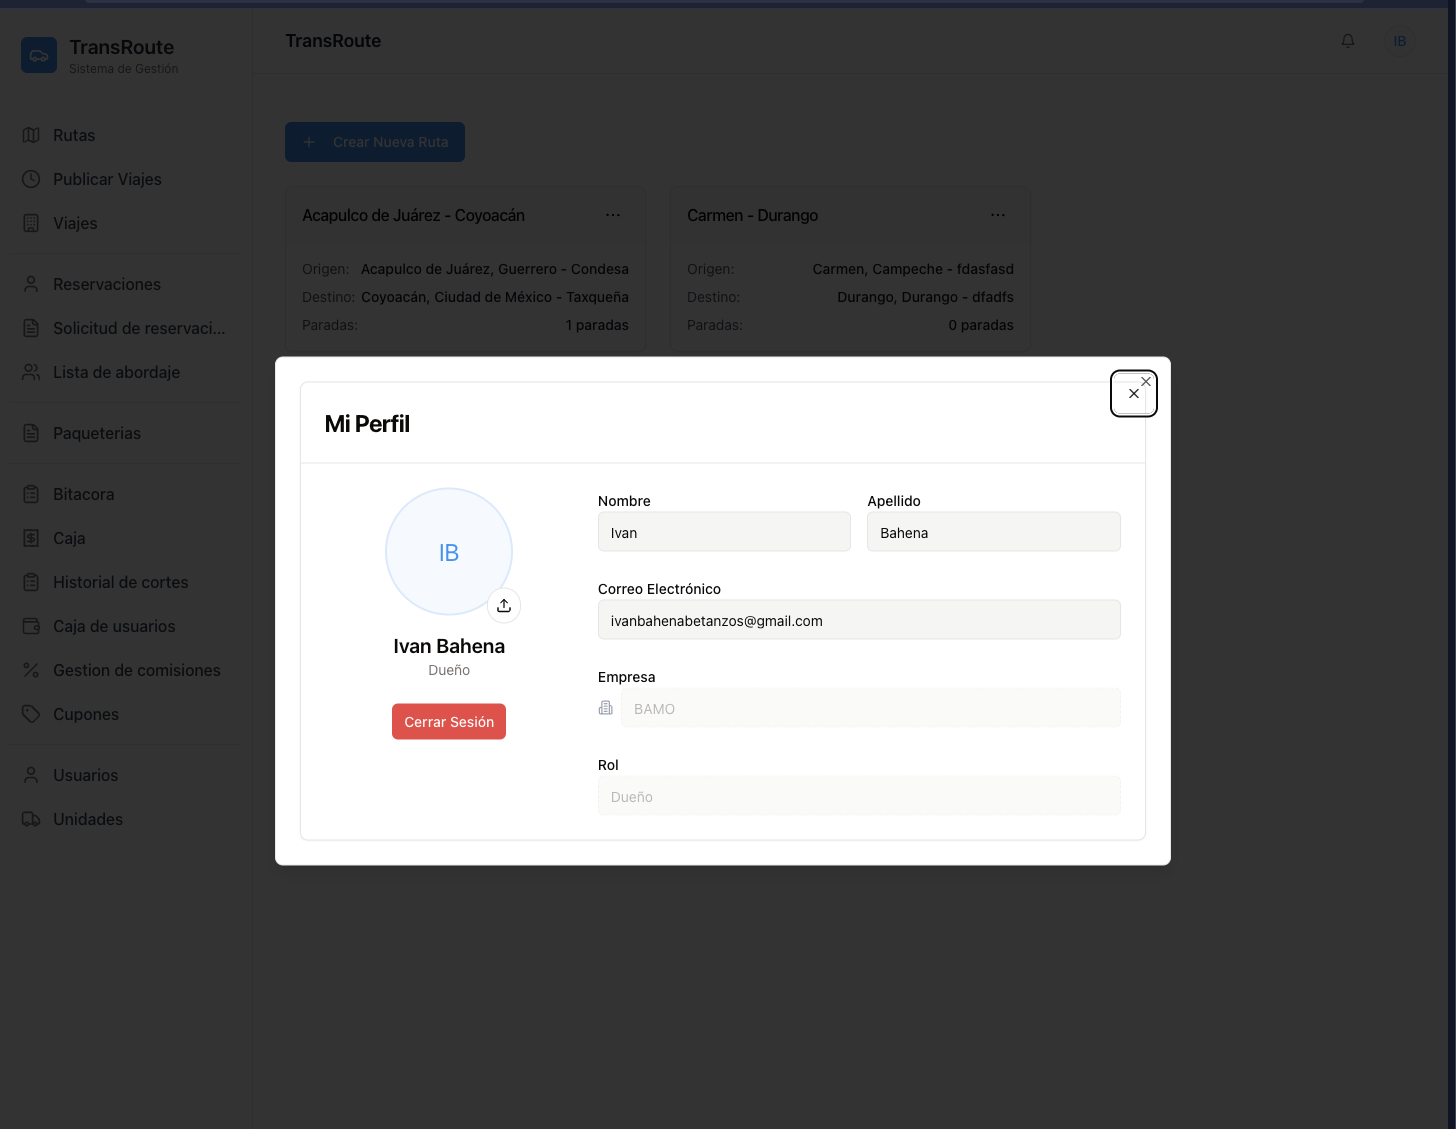 TransRoute
Sistema de Gestión
TransRoute
IB
Rutas
Publicar Viajes
Viajes
Reservaciones
Solicitud de reservaci...
Lista de abordaje
Paqueterias
Bitacora
Caja
Historial de cortes
Caja de usuarios
Gestion de comisiones
Cupones
Usuarios
Unidades
+ Crear Nueva Ruta
Acapulco de Juárez - Coyoacán
Origen: Acapulco de Juárez, Guerrero - Condesa
Destino: Coyoacán, Ciudad de México - Taxqueña
Paradas: 1 paradas
Carmen - Durango
Origen: Carmen, Campeche - fdasfasd
Destino: Durango, Durango - dfadfs
Paradas: 0 paradas
Mi Perfil
IB
Ivan Bahena
Dueño
Cerrar Sesión
Nombre
Ivan
Apellido
Bahena
Correo Electrónico
ivanbahenabetanzos@gmail.com
Empresa
BAMO
Rol
Dueño